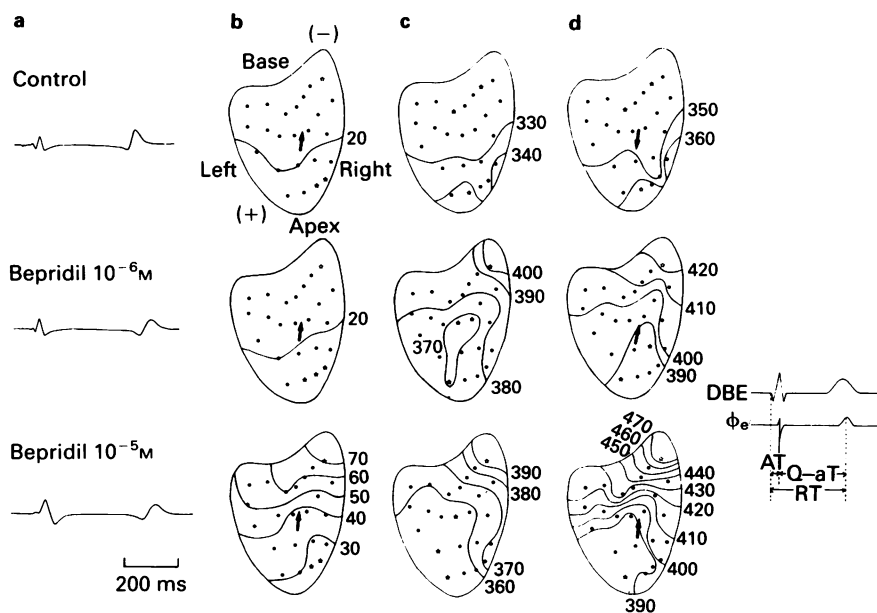 a b c d
Control
(−)
Base
20
Left Right
(+)
Apex
330
340
350
360
Bepridil 10⁻⁶M
20
400
390
370
380
420
410
400
390
Bepridil 10⁻⁵M
70
60
50
40
30
390
380
370
360
470
460
450
440
430
420
410
400
390
200 ms
DBE
ϕe
AT
Q–aT
RT